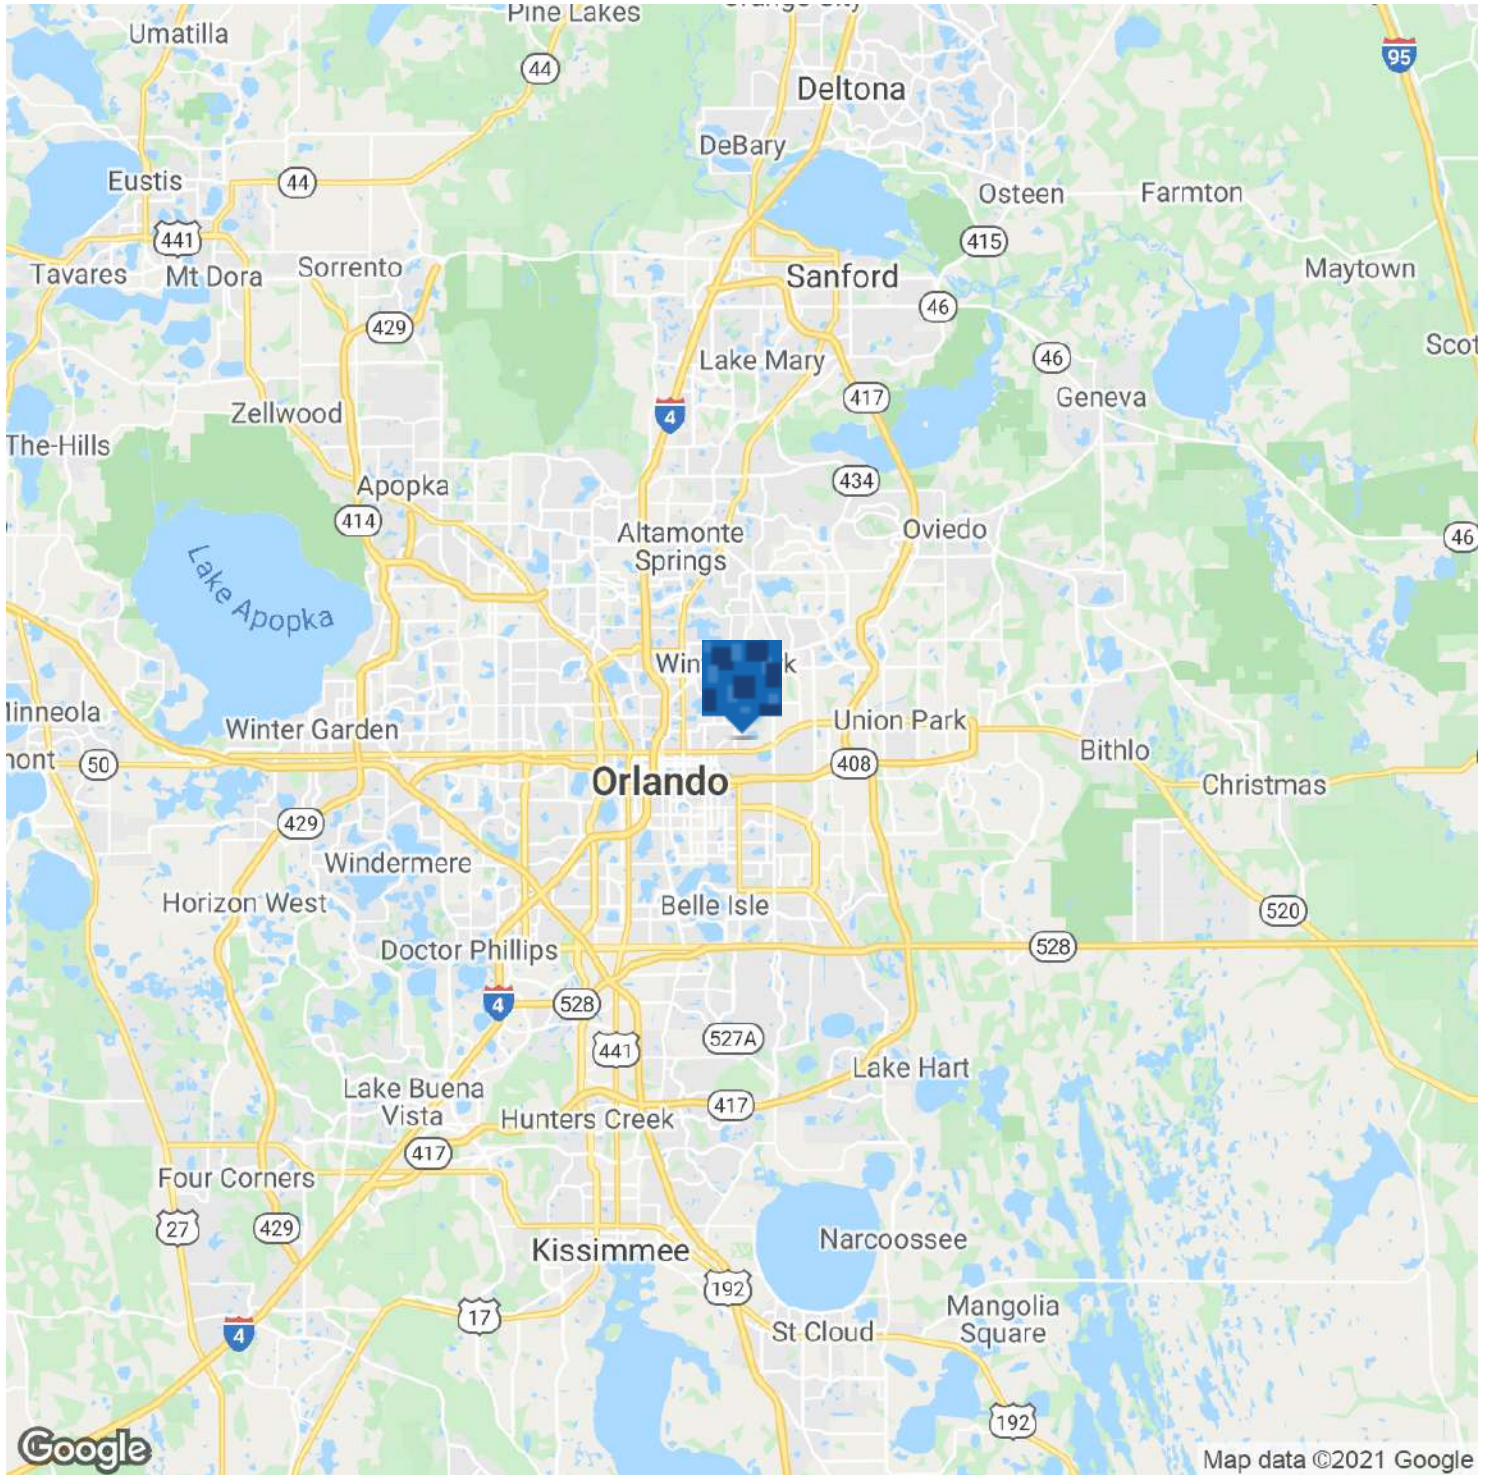 Pine Lakes
Umatilla
44
95
Deltona
DeBary
Eustis
44
Osteen
Farmton
441
415
Tavares
Mt Dora
Sorrento
Sanford
Maytown
46
429
Scot
Lake Mary
46
417
Geneva
Zellwood
4
The-Hills
434
Apopka
414
Altamonte
Springs
Oviedo
46
Lake Apopka
Winter Garden
Union Park
50
408
Bithlo
Orlando
Christmas
429
Windermere
Horizon West
Belle Isle
520
Doctor Phillips
528
4
528
441
527A
Lake Hart
Lake Buena
Vista
417
Hunters Creek
417
Four Corners
27
429
Narcoossee
Kissimmee
192
17
Mangolia
Square
4
St Cloud
192
Google
Map data ©2021 Google